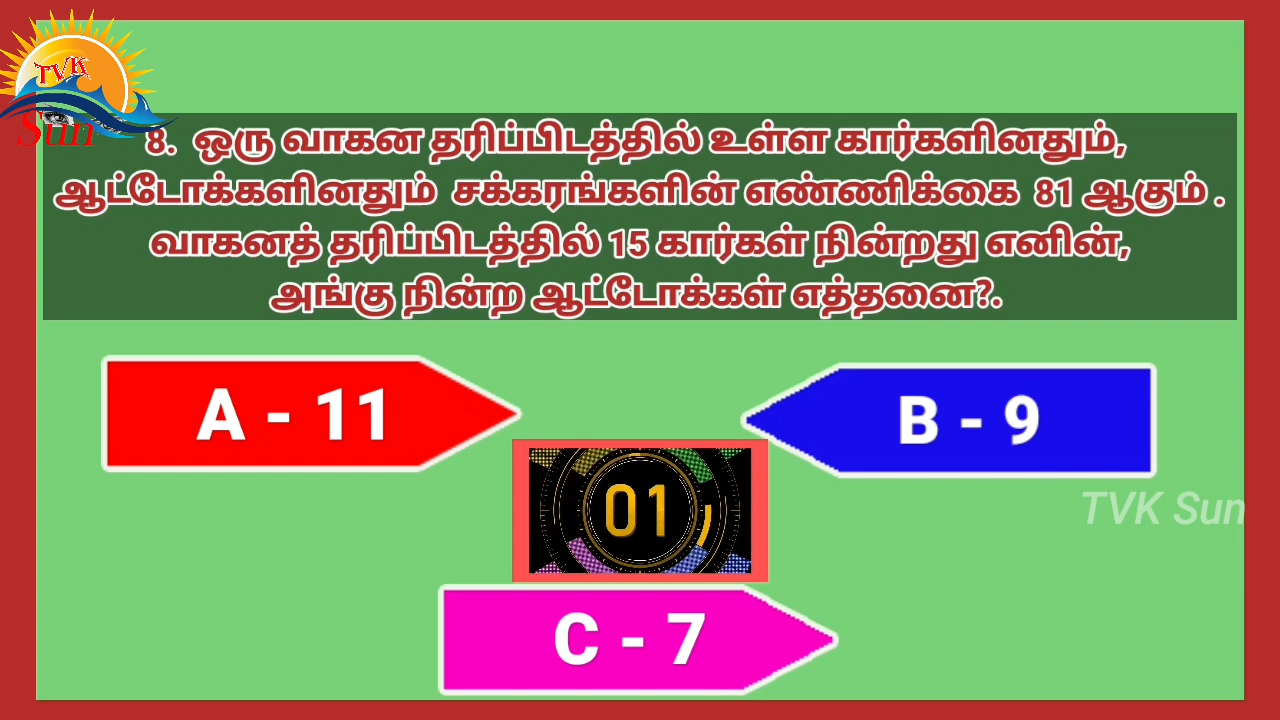 TVK
Sun
8. ஒரு வாகன தரிப்பிடத்தில் உள்ள கார்களினதும்,
ஆட்டோக்களினதும் சக்கரங்களின் எண்ணிக்கை 81 ஆகும் .
வாகனத் தரிப்பிடத்தில் 15 கார்கள் நின்றது எனின்,
அங்கு நின்ற ஆட்டோக்கள் எத்தனை?.
A - 11
B - 9
01
TVK Sun
C - 7